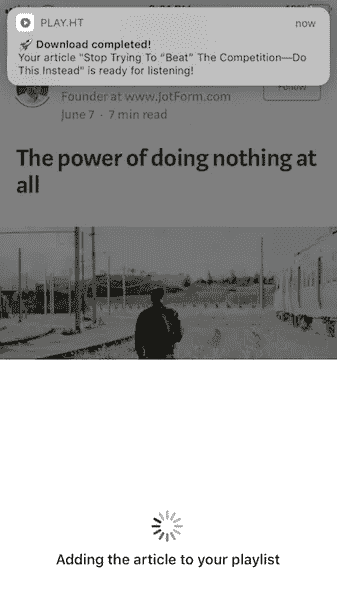 PLAY.HT
now
🚀 Download completed!
Your article "Stop Trying To “Beat” The Competition—Do
This Instead" is ready for listening!
Founder at www.JotForm.com
Follow
June 7 · 7 min read
The power of doing nothing at
all
Adding the article to your playlist